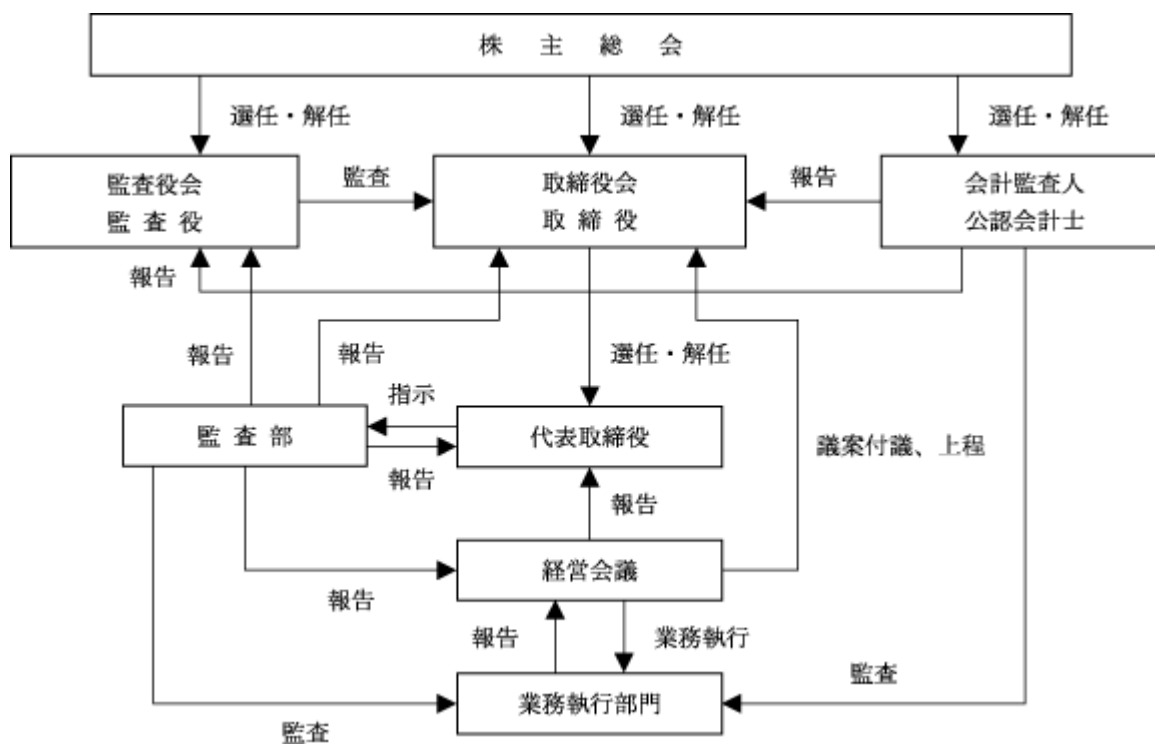 株主総会
選任・解任
選任・解任
選任・解任
監査役会
監査役
監査
取締役会
取締役
報告
会計監査人
公認会計士
報告
報告
報告
選任・解任
指示
監査部
代表取締役
議案付議、上程
報告
報告
経営会議
報告
報告
業務執行
監査
業務執行部門
監査